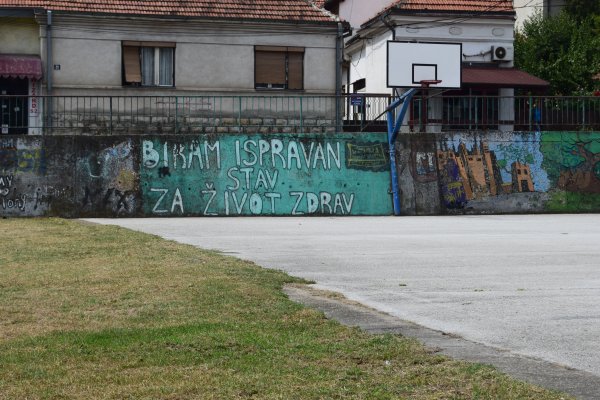 BIRAM ISPRAVAN
STAV
ZA ŽIVOT ZDRAV